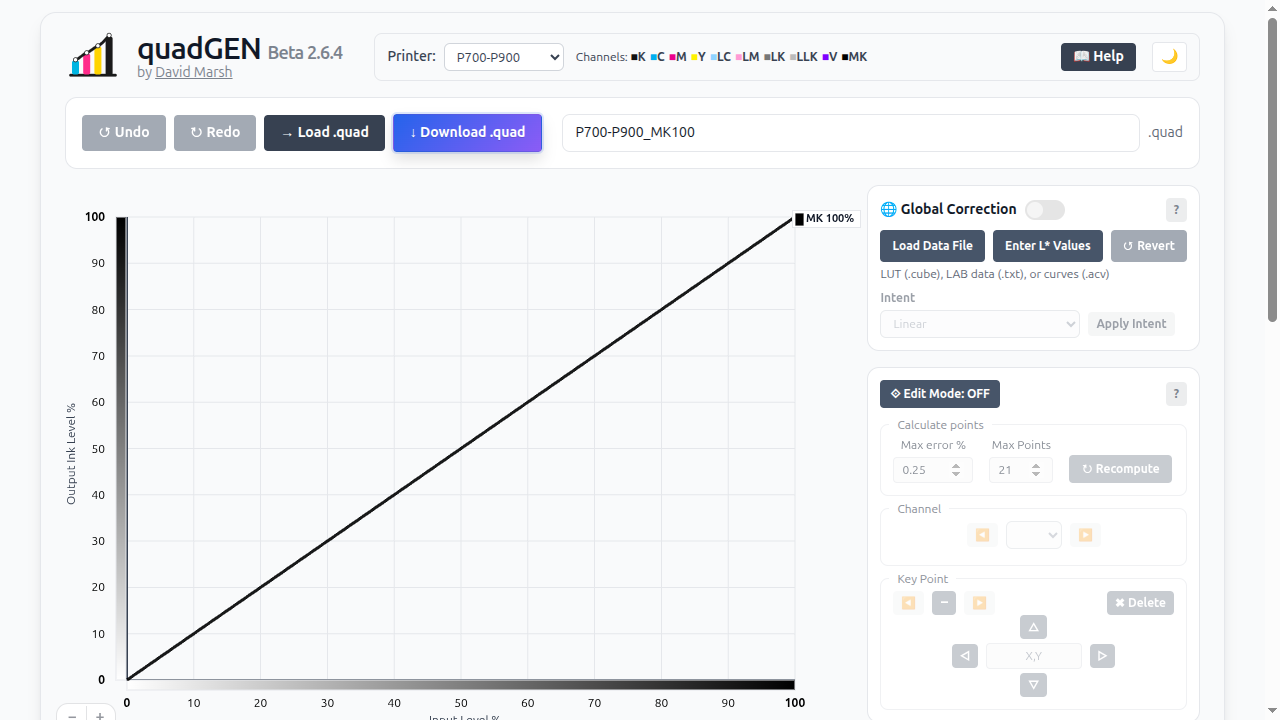 quadGEN Beta 2.6.4
by David Marsh
Printer: P700-P900 Channels: K C M Y LC LM LK LLK V MK
📖 Help
🌙
↺ Undo ↻ Redo → Load .quad ↓ Download .quad P700-P900_MK100 .quad
🌐 Global Correction ?
Load Data File Enter L* Values ↺ Revert
LUT (.cube), LAB data (.txt), or curves (.acv)
Intent
Linear Apply Intent
◇ Edit Mode: OFF ?
Calculate points
Max error % Max Points
0.25 21 ↻ Recompute
Channel
Key Point
✖ Delete
X,Y
MK 100%
100
90
80
70
60
50
40
30
20
10
0
Output Ink Level %
0 10 20 30 40 50 60 70 80 90 100
Input Level %
− +